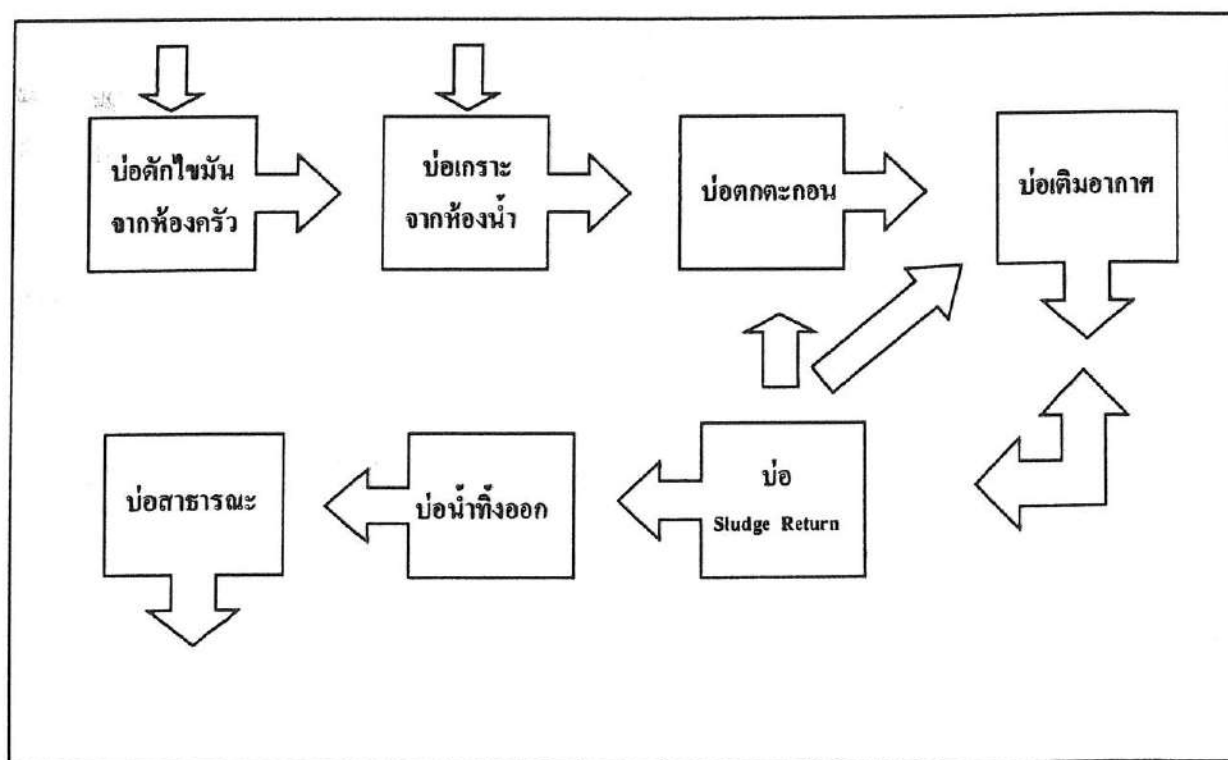 บ่อดักไขมัน
จากห้องครัว
บ่อเกราะ
จากห้องน้ำ
บ่อตกตะกอน
บ่อเติมอากาศ
บ่อสาธารณะ
บ่อน้ำทิ้งออก
บ่อ
Sludge Return